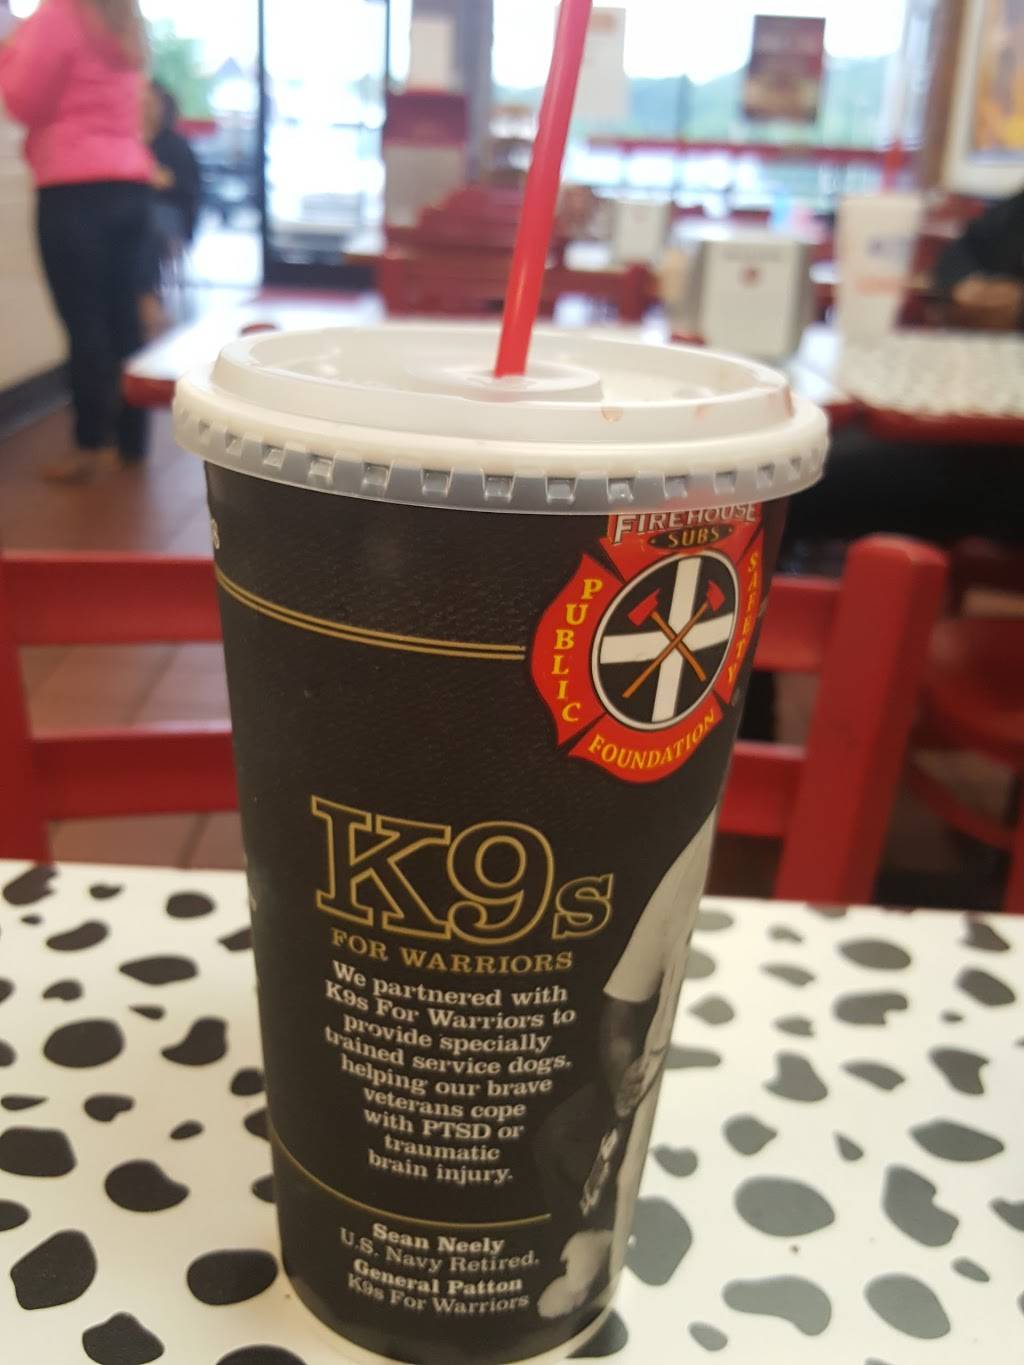 FIREHOUSE
SUBS
PUBLIC
SAFETY
FOUNDATION
K9s
FOR WARRIORS
We partnered with
K9s For Warriors to
provide specially
trained service dogs,
helping our brave
veterans cope
with PTSD or
traumatic
brain injury.
Sean Neely
U.S. Navy Retired,
General Patton
K9s For Warriors